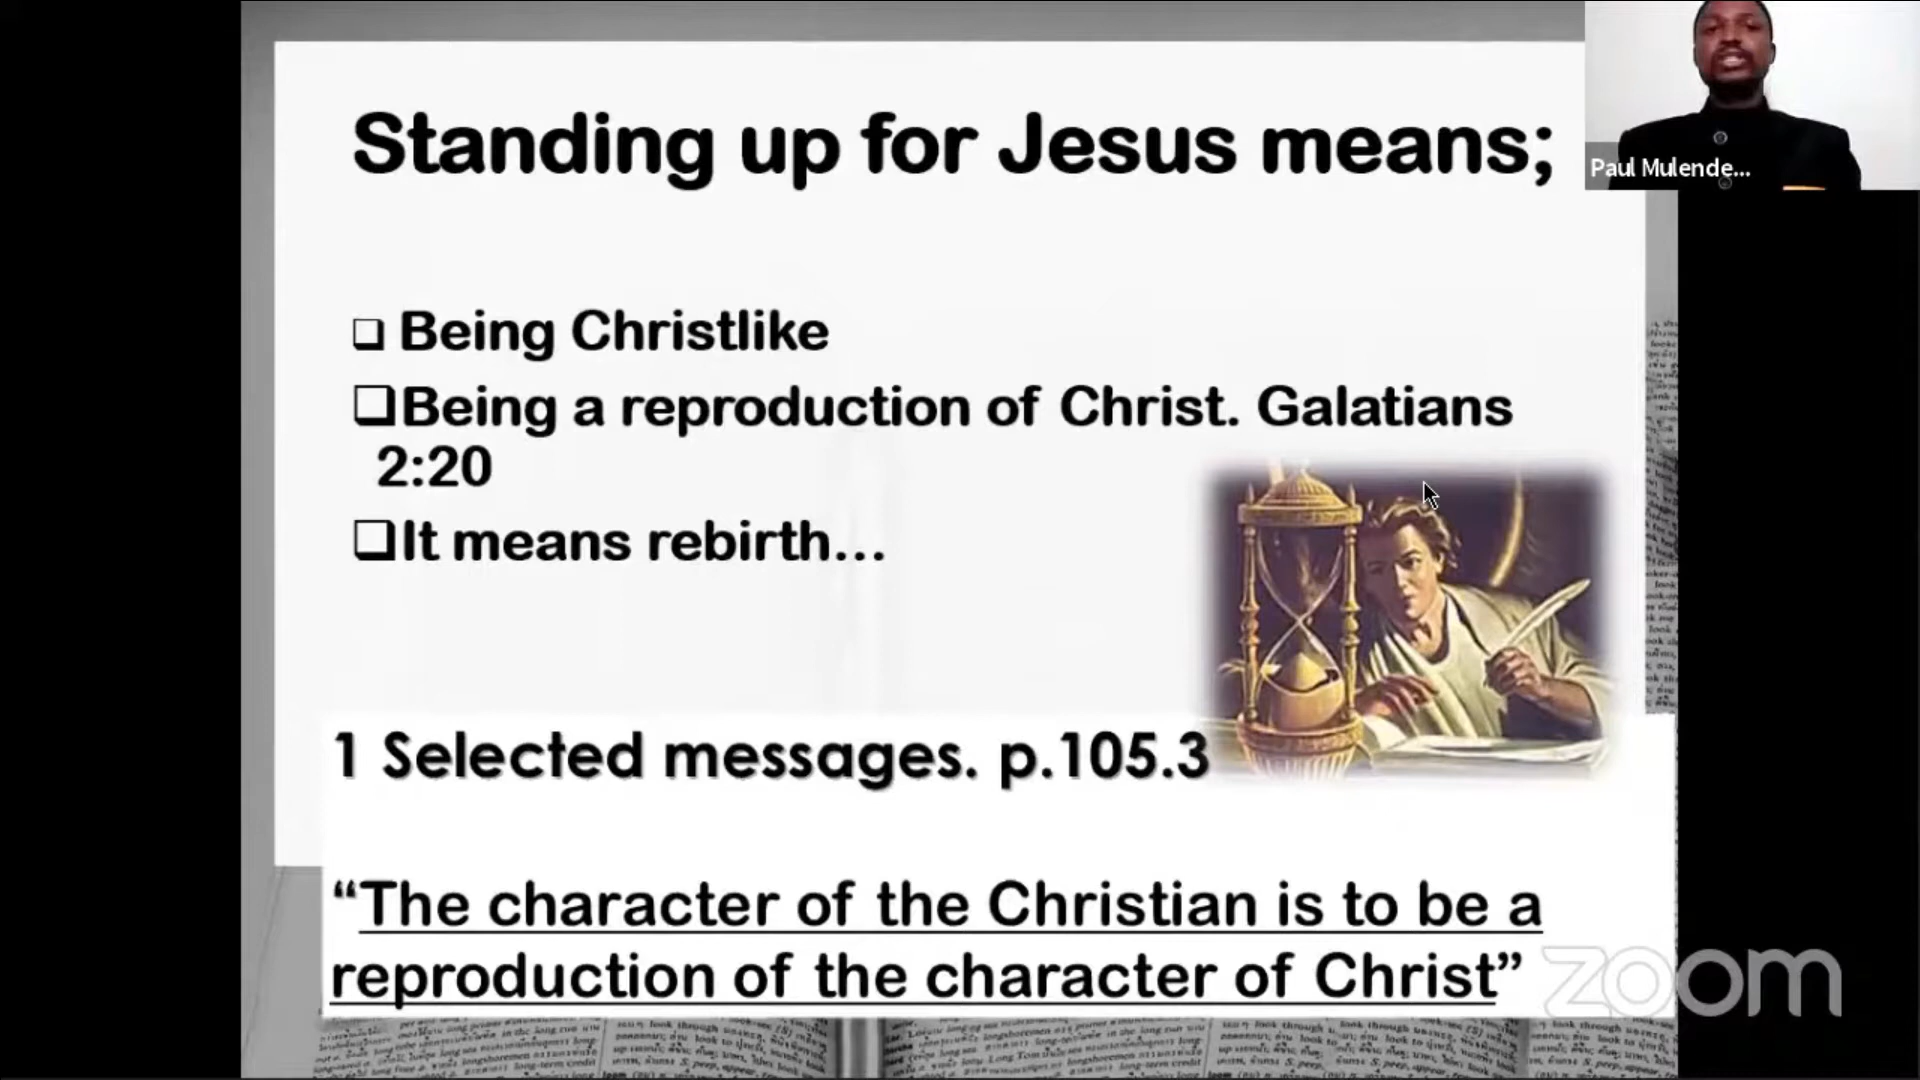 Standing up for Jesus means;
Paul Mulende...
❑ Being Christlike
❑Being a reproduction of Christ. Galatians
2:20
❑It means rebirth...
1 Selected messages. p.105.3
“The character of the Christian is to be a
reproduction of the character of Christ”
zoom